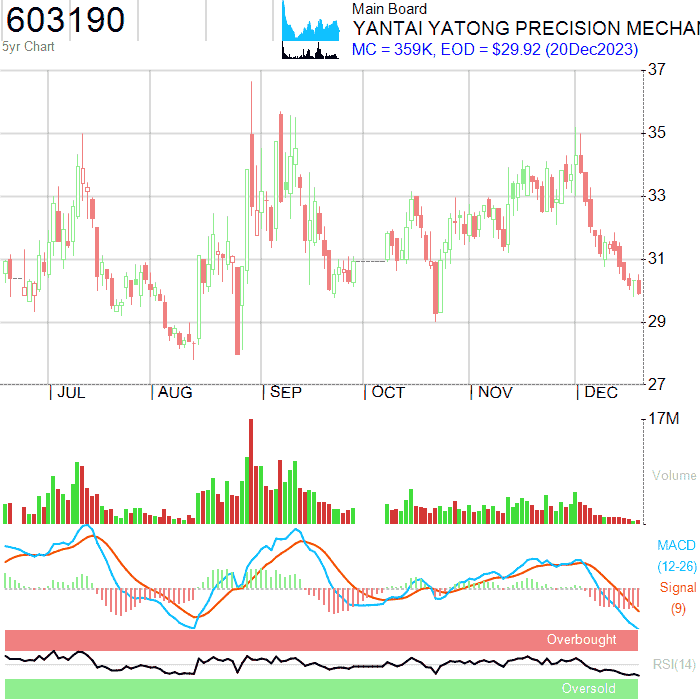 603190
5yr Chart
Main Board
YANTAI YATONG PRECISION MECHAN
MC = 359K, EOD = $29.92 (20Dec2023)
37
35
33
31
29
27
JUL AUG SEP OCT NOV DEC
17M
Volume
MACD
(12-26)
Signal
(9)
Overbought
RSI(14)
Oversold